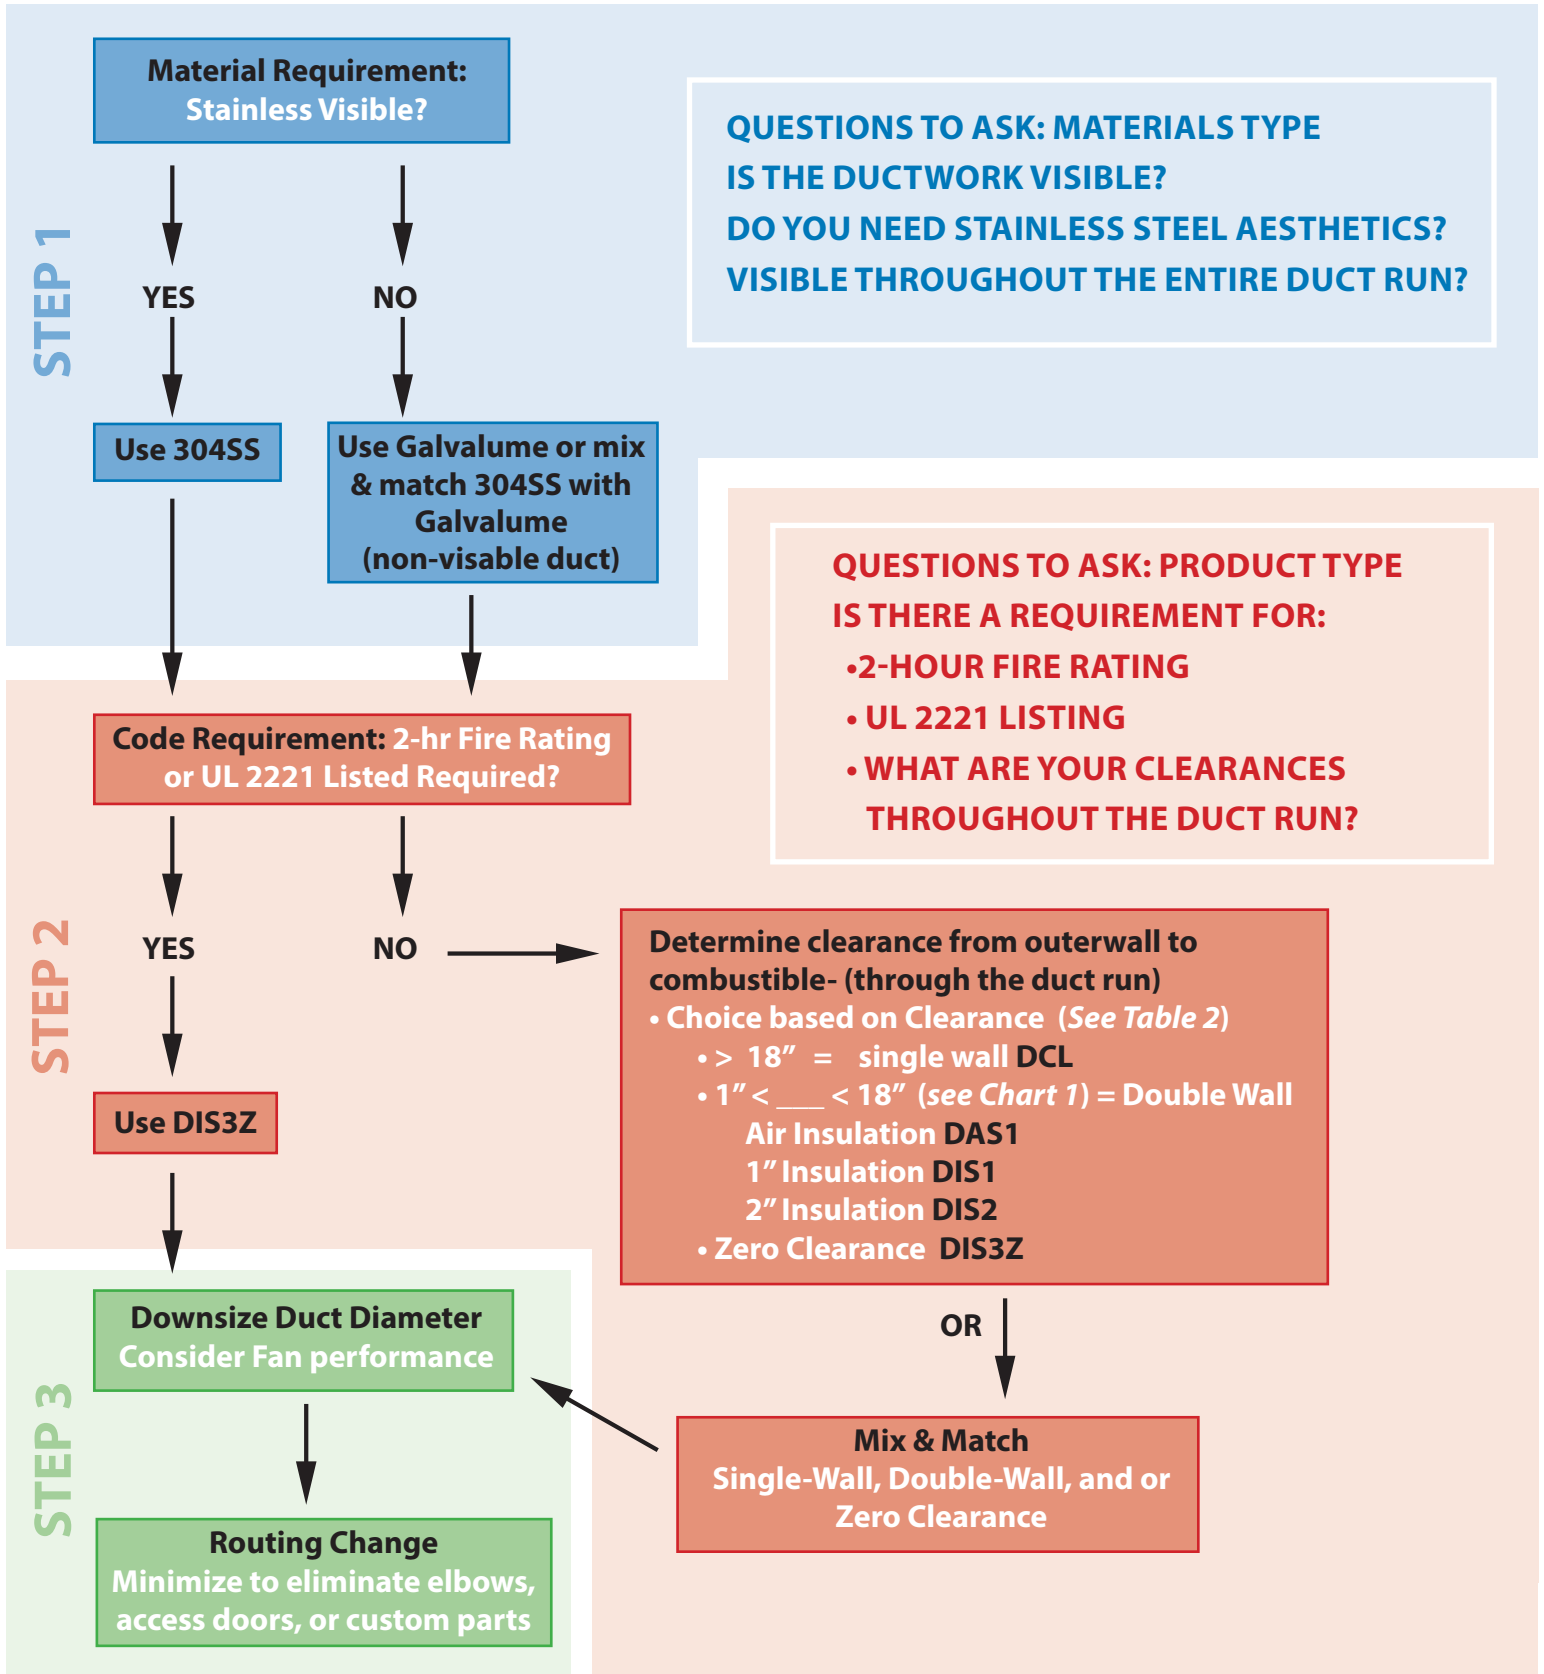 STEP 1
Material Requirement:
Stainless Visible?
YES
NO
Use 304SS
Use Galvalume or mix
& match 304SS with
Galvalume
(non-visable duct)
QUESTIONS TO ASK: MATERIALS TYPE
IS THE DUCTWORK VISIBLE?
DO YOU NEED STAINLESS STEEL AESTHETICS?
VISIBLE THROUGHOUT THE ENTIRE DUCT RUN?
STEP 2
Code Requirement: 2-hr Fire Rating
or UL 2221 Listed Required?
YES
NO
Use DIS3Z
QUESTIONS TO ASK: PRODUCT TYPE
IS THERE A REQUIREMENT FOR:
•2-HOUR FIRE RATING
• UL 2221 LISTING
• WHAT ARE YOUR CLEARANCES
THROUGHOUT THE DUCT RUN?
Determine clearance from outerwall to
combustible- (through the duct run)
• Choice based on Clearance (See Table 2)
• > 18” = single wall DCL
• 1” < ___ < 18” (see Chart 1) = Double Wall
Air Insulation DAS1
1” Insulation DIS1
2” Insulation DIS2
• Zero Clearance DIS3Z
OR
Mix & Match
Single-Wall, Double-Wall, and or
Zero Clearance
STEP 3
Downsize Duct Diameter
Consider Fan performance
Routing Change
Minimize to eliminate elbows,
access doors, or custom parts